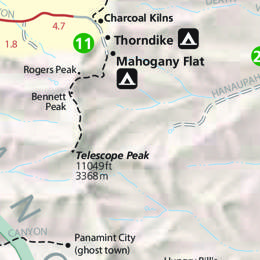 Charcoal Kilns
4.7
11
Thorndike
1.8
Mahogany Flat
2
Rogers Peak
Bennett
Peak
HANAUPAH
Telescope Peak
11049ft
3368m
N
CANYON
Panamint City
(ghost town)